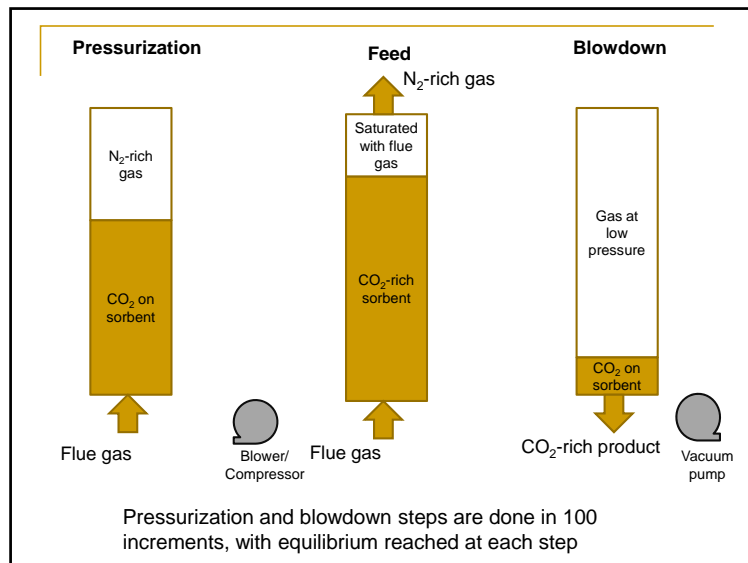 Pressurization
Feed
Blowdown
N₂-rich gas
N₂-rich
gas
Saturated
with flue
gas
Gas at
low
pressure
CO₂ on
sorbent
CO₂-rich
sorbent
CO₂ on
sorbent
Flue gas
Blower/
Compressor
Flue gas
CO₂-rich product
Vacuum
pump
Pressurization and blowdown steps are done in 100
increments, with equilibrium reached at each step